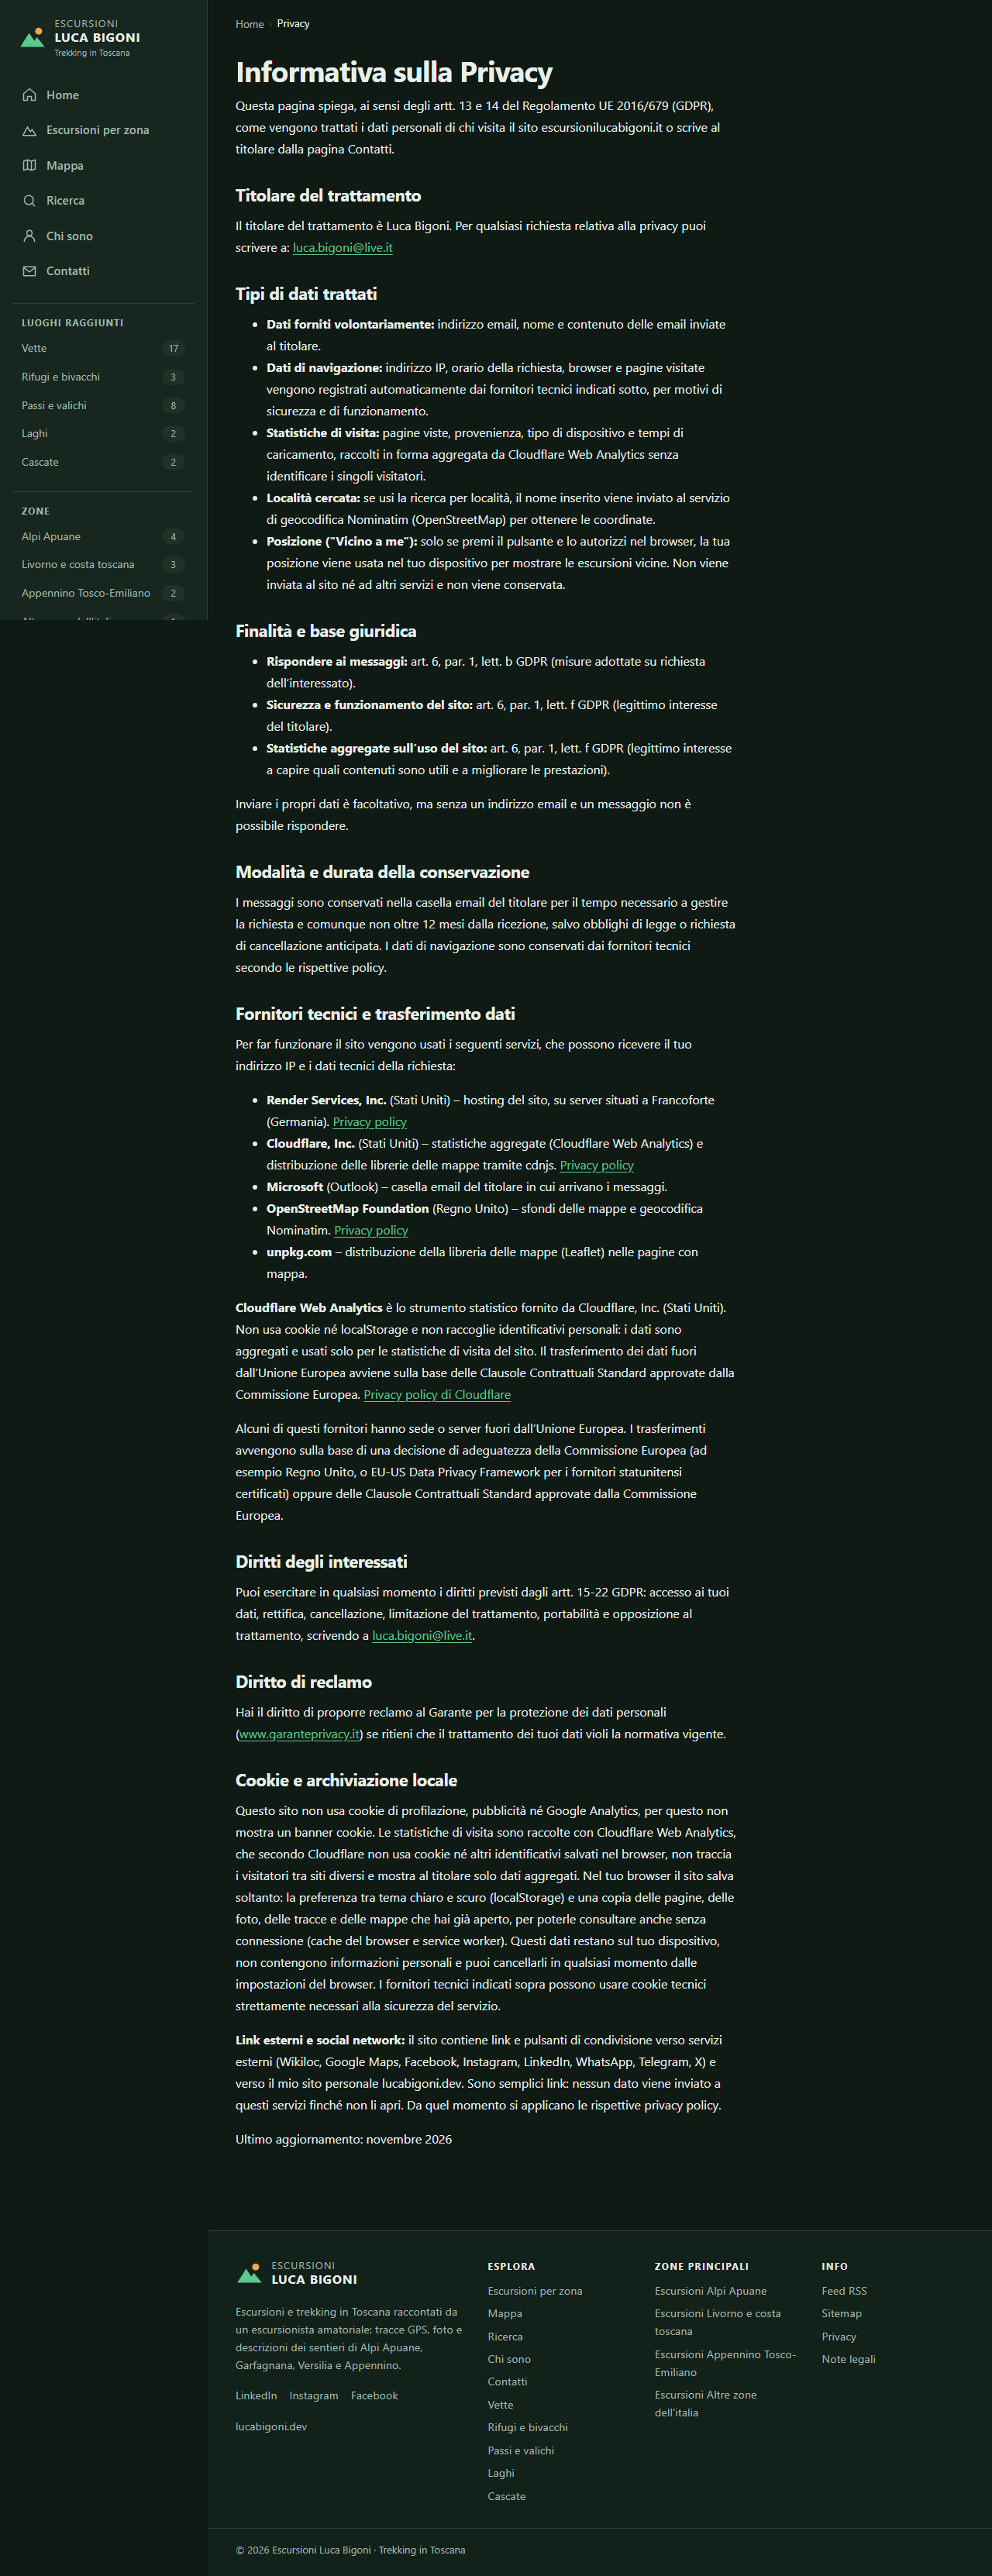 ESCURSIONI
LUCA BIGONI
Trekking in Toscana
Home
Escursioni per zona
Mappa
Ricerca
Chi sono
Contatti
LUOGHI RAGGIUNTI
Vette 17
Rifugi e bivacchi 3
Passi e valichi 8
Laghi 2
Cascate 2
ZONE
Alpi Apuane 4
Livorno e costa toscana 3
Appennino Tosco-Emiliano 2
Home › Privacy
Informativa sulla Privacy
Questa pagina spiega, ai sensi degli artt. 13 e 14 del Regolamento UE 2016/679 (GDPR),
come vengono trattati i dati personali di chi visita il sito escursionilucabigoni.it o scrive al
titolare dalla pagina Contatti.
Titolare del trattamento
Il titolare del trattamento è Luca Bigoni. Per qualsiasi richiesta relativa alla privacy puoi
scrivere a: luca.bigoni@live.it
Tipi di dati trattati
• Dati forniti volontariamente: indirizzo email, nome e contenuto delle email inviate
al titolare.
• Dati di navigazione: indirizzo IP, orario della richiesta, browser e pagine visitate
vengono registrati automaticamente dai fornitori tecnici indicati sotto, per motivi di
sicurezza e di funzionamento.
• Statistiche di visita: pagine viste, provenienza, tipo di dispositivo e tempi di
caricamento, raccolti in forma aggregata da Cloudflare Web Analytics senza
identificare i singoli visitatori.
• Località cercata: se usi la ricerca per località, il nome inserito viene inviato al servizio
di geocodifica Nominatim (OpenStreetMap) per ottenere le coordinate.
• Posizione ("Vicino a me"): solo se premi il pulsante e lo autorizzi nel browser, la tua
posizione viene usata nel tuo dispositivo per mostrare le escursioni vicine. Non viene
inviata al sito né ad altri servizi e non viene conservata.
Finalità e base giuridica
• Rispondere ai messaggi: art. 6, par. 1, lett. b GDPR (misure adottate su richiesta
dell'interessato).
• Sicurezza e funzionamento del sito: art. 6, par. 1, lett. f GDPR (legittimo interesse
del titolare).
• Statistiche aggregate sull'uso del sito: art. 6, par. 1, lett. f GDPR (legittimo interesse
a capire quali contenuti sono utili e a migliorare le prestazioni).
Inviare i propri dati è facoltativo, ma senza un indirizzo email e un messaggio non è
possibile rispondere.
Modalità e durata della conservazione
I messaggi sono conservati nella casella email del titolare per il tempo necessario a gestire
la richiesta e comunque non oltre 12 mesi dalla ricezione, salvo obblighi di legge o richiesta
di cancellazione anticipata. I dati di navigazione sono conservati dai fornitori tecnici
secondo le rispettive policy.
Fornitori tecnici e trasferimento dati
Per far funzionare il sito vengono usati i seguenti servizi, che possono ricevere il tuo
indirizzo IP e i dati tecnici della richiesta:
• Render Services, Inc. (Stati Uniti) – hosting del sito, su server situati a Francoforte
(Germania). Privacy policy
• Cloudflare, Inc. (Stati Uniti) – statistiche aggregate (Cloudflare Web Analytics) e
distribuzione delle librerie delle mappe tramite cdnjs. Privacy policy
• Microsoft (Outlook) – casella email del titolare in cui arrivano i messaggi.
• OpenStreetMap Foundation (Regno Unito) – sfondi delle mappe e geocodifica
Nominatim. Privacy policy
• unpkg.com – distribuzione della libreria delle mappe (Leaflet) nelle pagine con
mappa.
Cloudflare Web Analytics è lo strumento statistico fornito da Cloudflare, Inc. (Stati Uniti).
Non usa cookie né localStorage e non raccoglie identificativi personali: i dati sono
aggregati e usati solo per le statistiche di visita del sito. Il trasferimento dei dati fuori
dall'Unione Europea avviene sulla base delle Clausole Contrattuali Standard approvate dalla
Commissione Europea. Privacy policy di Cloudflare
Alcuni di questi fornitori hanno sede o server fuori dall'Unione Europea. I trasferimenti
avvengono sulla base di una decisione di adeguatezza della Commissione Europea (ad
esempio Regno Unito, o EU-US Data Privacy Framework per i fornitori statunitensi
certificati) oppure delle Clausole Contrattuali Standard approvate dalla Commissione
Europea.
Diritti degli interessati
Puoi esercitare in qualsiasi momento i diritti previsti dagli artt. 15-22 GDPR: accesso ai tuoi
dati, rettifica, cancellazione, limitazione del trattamento, portabilità e opposizione al
trattamento, scrivendo a luca.bigoni@live.it.
Diritto di reclamo
Hai il diritto di proporre reclamo al Garante per la protezione dei dati personali
(www.garanteprivacy.it) se ritieni che il trattamento dei tuoi dati violi la normativa vigente.
Cookie e archiviazione locale
Questo sito non usa cookie di profilazione, pubblicità né Google Analytics, per questo non
mostra un banner cookie. Le statistiche di visita sono raccolte con Cloudflare Web Analytics,
che secondo Cloudflare non usa cookie né altri identificativi salvati nel browser, non traccia
i visitatori tra siti diversi e mostra al titolare solo dati aggregati. Nel tuo browser il sito salva
soltanto: la preferenza tra tema chiaro e scuro (localStorage) e una copia delle pagine, delle
foto, delle tracce e delle mappe che hai già aperto, per poterle consultare anche senza
connessione (cache del browser e service worker). Questi dati restano sul tuo dispositivo,
non contengono informazioni personali e puoi cancellarli in qualsiasi momento dalle
impostazioni del browser. I fornitori tecnici indicati sopra possono usare cookie tecnici
strettamente necessari alla sicurezza del servizio.
Link esterni e social network: il sito contiene link e pulsanti di condivisione verso servizi
esterni (Wikiloc, Google Maps, Facebook, Instagram, LinkedIn, WhatsApp, Telegram, X) e
verso il mio sito personale lucabigoni.dev. Sono semplici link: nessun dato viene inviato a
questi servizi finché non li apri. Da quel momento si applicano le rispettive privacy policy.
Ultimo aggiornamento: novembre 2026
ESCURSIONI
LUCA BIGONI
Escursioni e trekking in Toscana raccontati da
un escursionista amatoriale: tracce GPS, foto e
descrizioni dei sentieri di Alpi Apuane,
Garfagnana, Versilia e Appennino.
LinkedIn Instagram Facebook
lucabigoni.dev
ESPLORA
Escursioni per zona
Mappa
Ricerca
Chi sono
Contatti
Vette
Rifugi e bivacchi
Passi e valichi
Laghi
Cascate
ZONE PRINCIPALI
Escursioni Alpi Apuane
Escursioni Livorno e costa
toscana
Escursioni Appennino Tosco-
Emiliano
Escursioni Altre zone
dell'italia
INFO
Feed RSS
Sitemap
Privacy
Note legali
© 2026 Escursioni Luca Bigoni · Trekking in Toscana